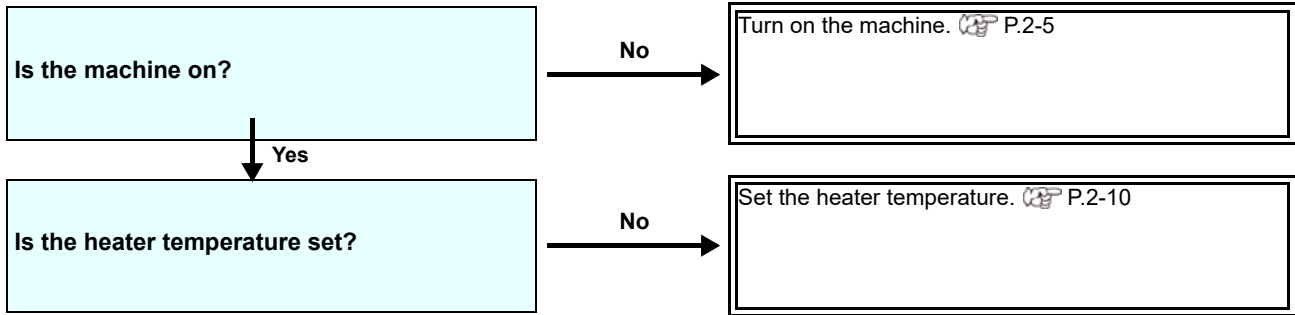 Is the machine on?
No
Turn on the machine. P.2-5
Yes
Is the heater temperature set?
No
Set the heater temperature. P.2-10